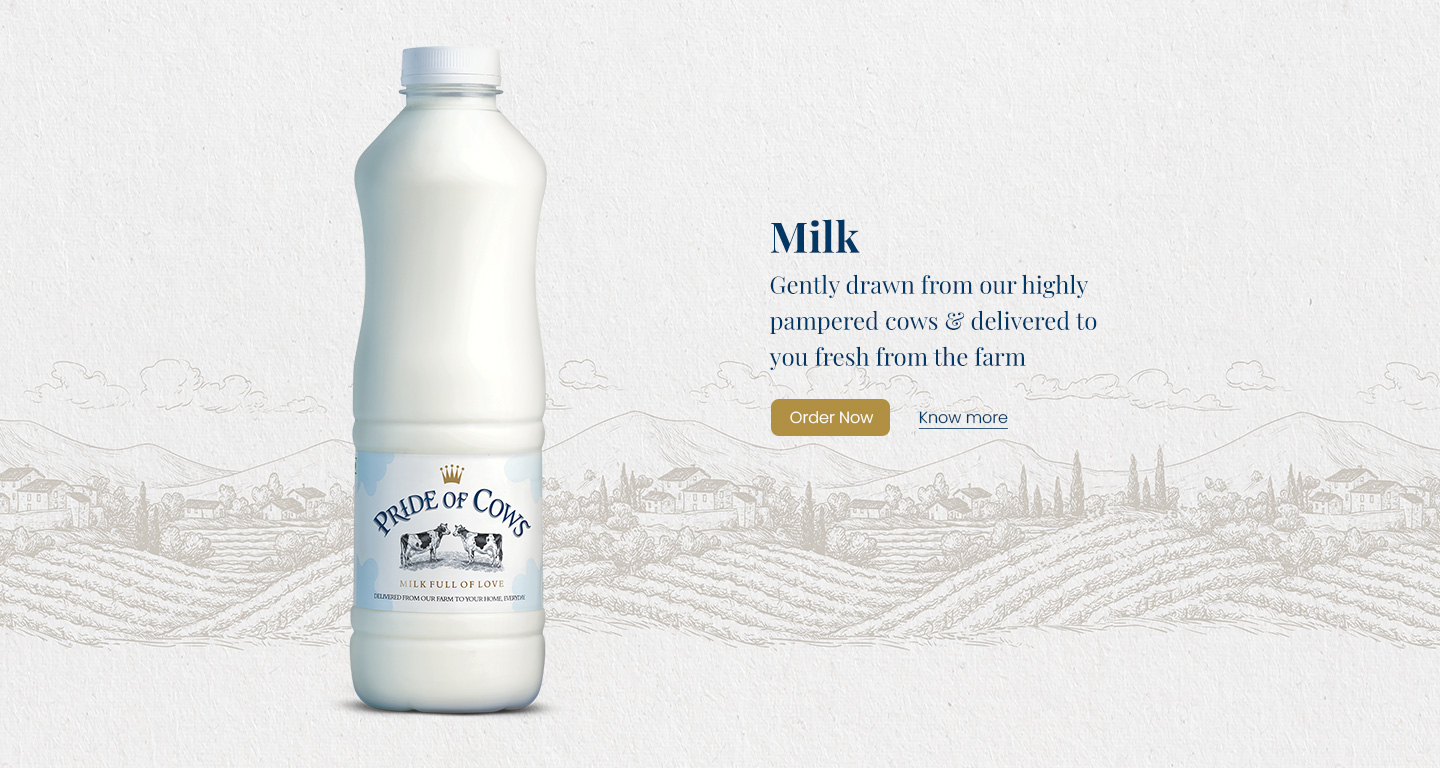 PRIDE OF COWS
MILK FULL OF LOVE
DELIVERED FROM OUR FARM TO YOUR HOME, EVERYDAY.
Milk
Gently drawn from our highly
pampered cows & delivered to
you fresh from the farm
Order Now
Know more